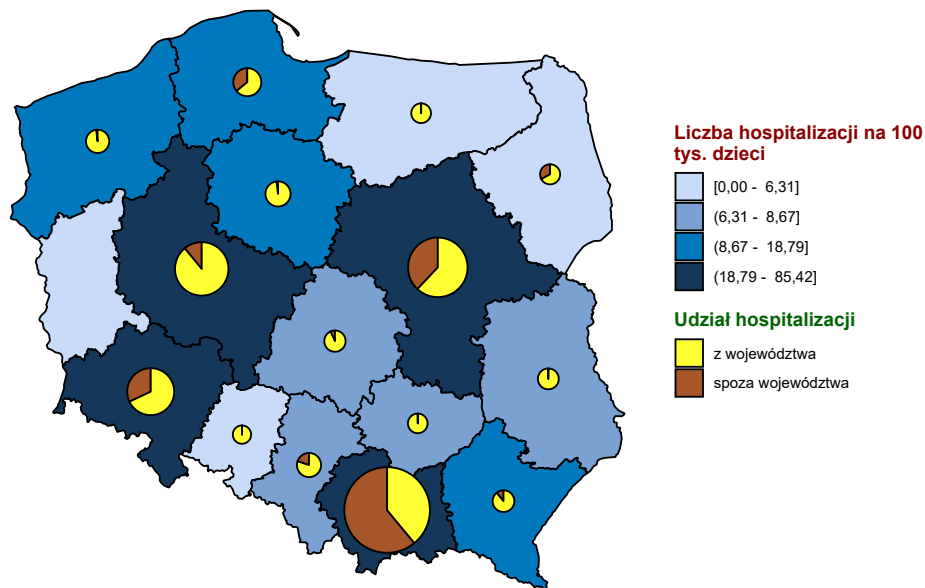 Liczba hospitalizacji na 100
tys. dzieci
[0,00 - 6,31]
(6,31 - 8,67]
(8,67 - 18,79]
(18,79 - 85,42]
Udział hospitalizacji
z województwa
spoza województwa